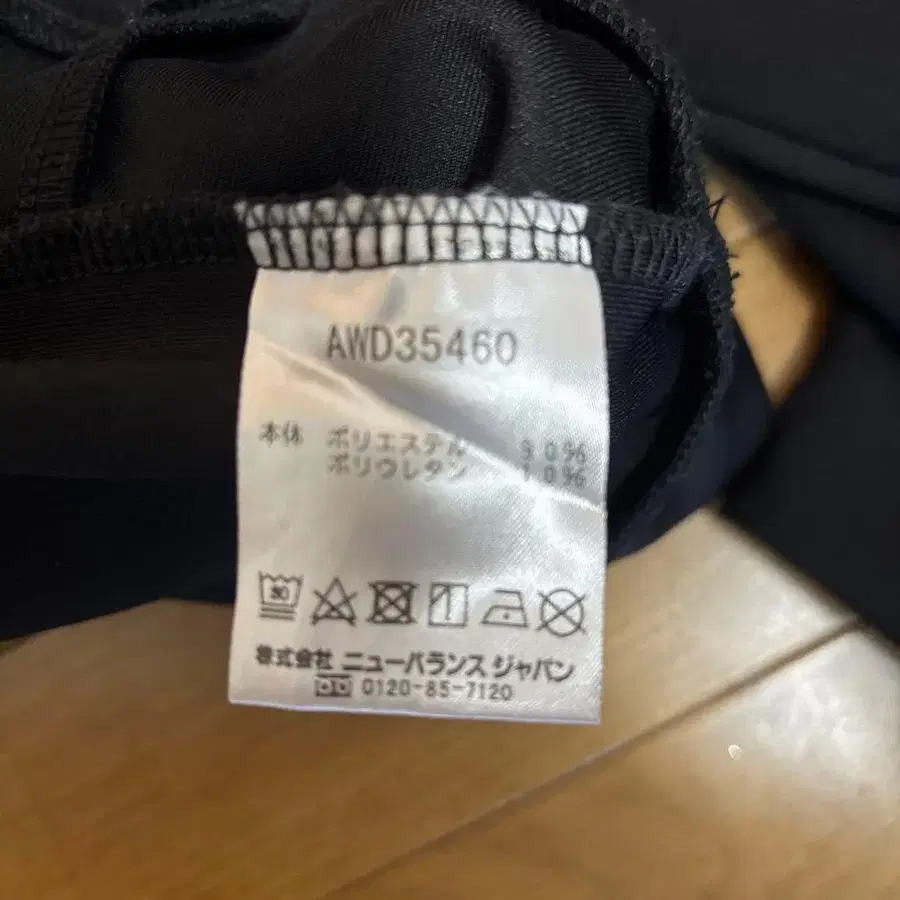 AWD35460
本体 ポリエステル 90%
ポリウレタン 10%
30
株式会社 ニューバランス ジャパン
0120-85-7120